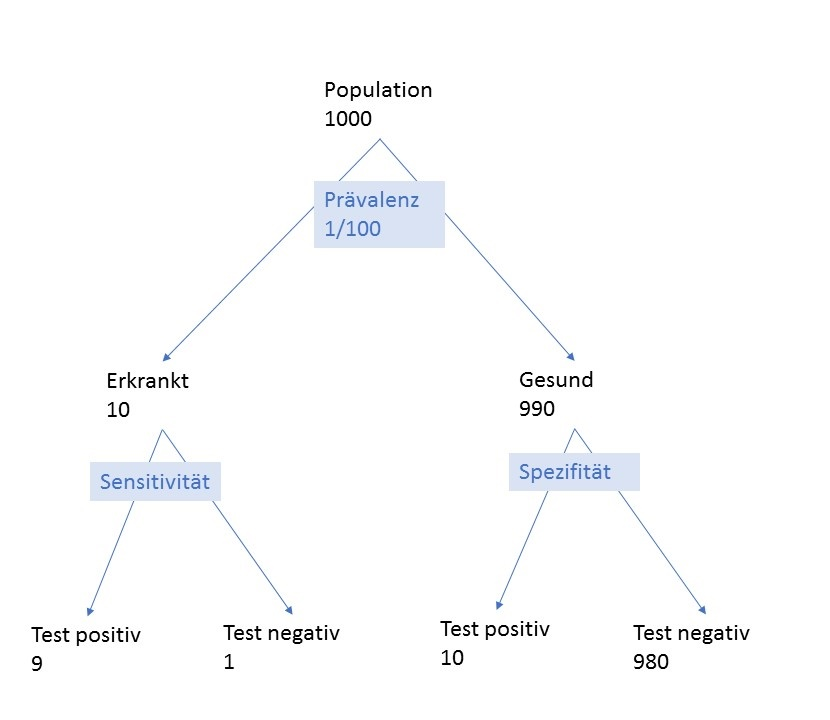 Population
1000
Prävalenz
1/100
Erkrankt
10
Gesund
990
Sensitivität
Spezifität
Test positiv
9
Test negativ
1
Test positiv
10
Test negativ
980